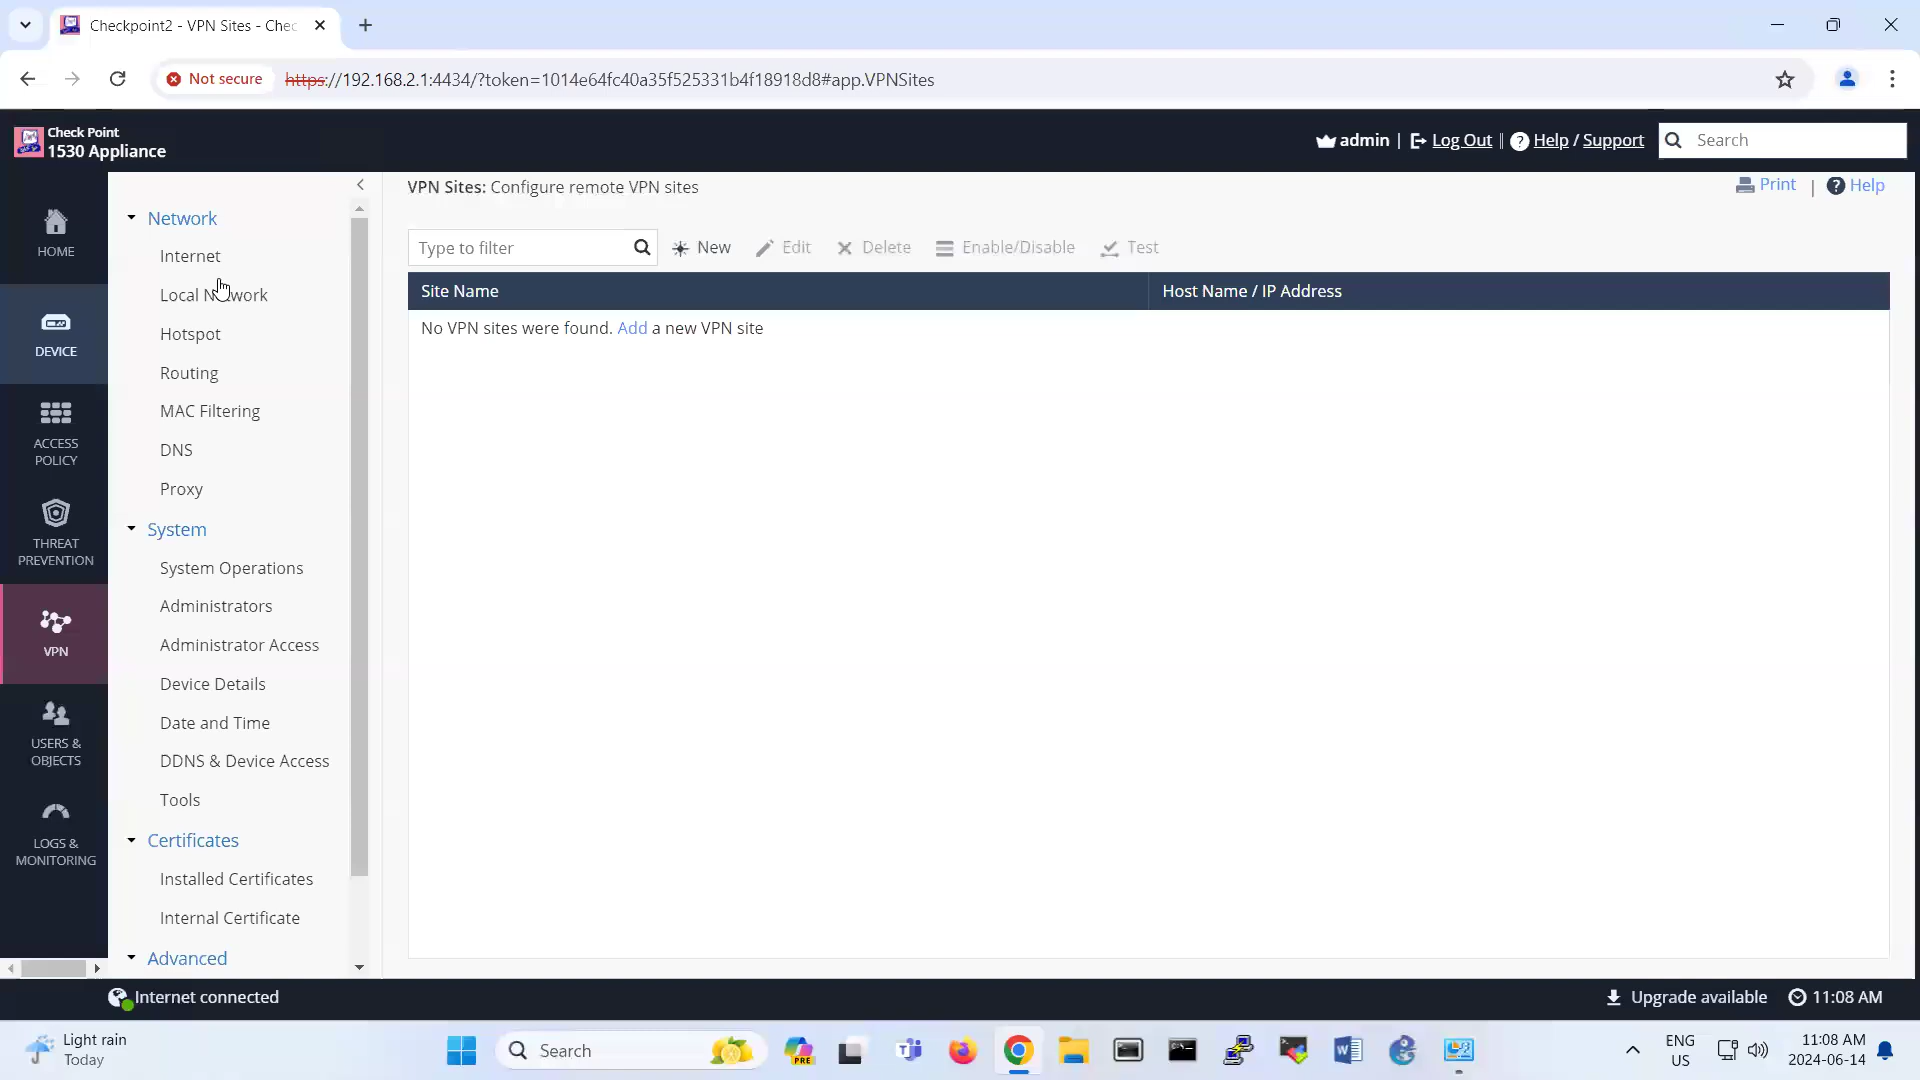 Checkpoint2 - VPN Sites - Chec
Not secure
https://192.168.2.1:4434/?token=1014e64fc40a35f525331b4f18918d8#app.VPNSites
Check Point
1530 Appliance
admin | Log Out | Help / Support
Search
HOME
DEVICE
ACCESS
POLICY
THREAT
PREVENTION
VPN
USERS &
OBJECTS
LOGS &
MONITORING
Network
Internet
Local Network
Hotspot
Routing
MAC Filtering
DNS
Proxy
System
System Operations
Administrators
Administrator Access
Device Details
Date and Time
DDNS & Device Access
Tools
Certificates
Installed Certificates
Internal Certificate
Advanced
VPN Sites: Configure remote VPN sites
Print | Help
Type to filter
New
Edit
Delete
Enable/Disable
Test
Site Name
Host Name / IP Address
No VPN sites were found. Add a new VPN site
Internet connected
Upgrade available
11:08 AM
Light rain
Today
Search
PRE
ENG
US
11:08 AM
2024-06-14